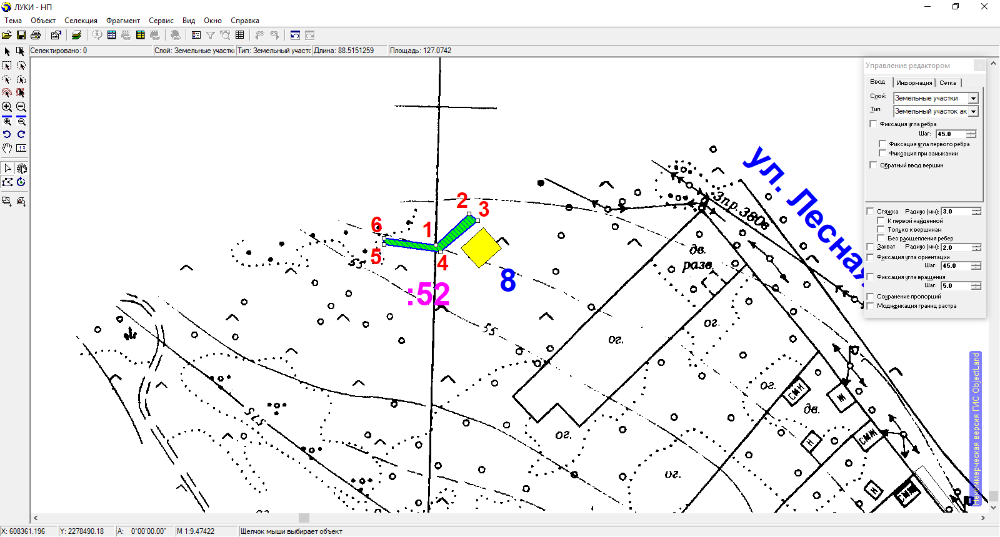 ЛУКИ - НП
Тема Объект Селекция Фрагмент Сервис Вид Окно Справка
Селектировано: 0 Слой: Земельные участки Тип: Земельный участо Длина: 88.5151259 Площадь: 127.0742
Управление редактором
Ввод Информация Сетка
Слой: Земельные участки
Тип: Земельный участок ак
Фиксация угла ребра
Шаг: 45.0
Фиксация угла первого ребра
Фиксация при замыкании
Обратный ввод вершин
Стяжка Радиус (мм): 3.0
К первой найденной
Только к вершинам
Без расщепления ребер
Захват Радиус (мм): 2.0
Фиксация угла ориентации
Шаг: 45.0
Фиксация угла вращения
Шаг: 5.0
Сохранение пропорций
Модификация границ растра
ул. Лесная
3пр. 380в
2
3
1
6
5
4
8
:52
дв.
разв.
55
55
ог.
ог.
ог.
СМН
Ж
дв.
ог.
Н
СМЖ
ог.
Н
СМЖ
Некоммерческая версия ГИС ObjectLand
X: 608361.196 Y: 2278490.18 A: 0°00'00.00" М 1:9.47422 Щелчок мыши выбирает объект